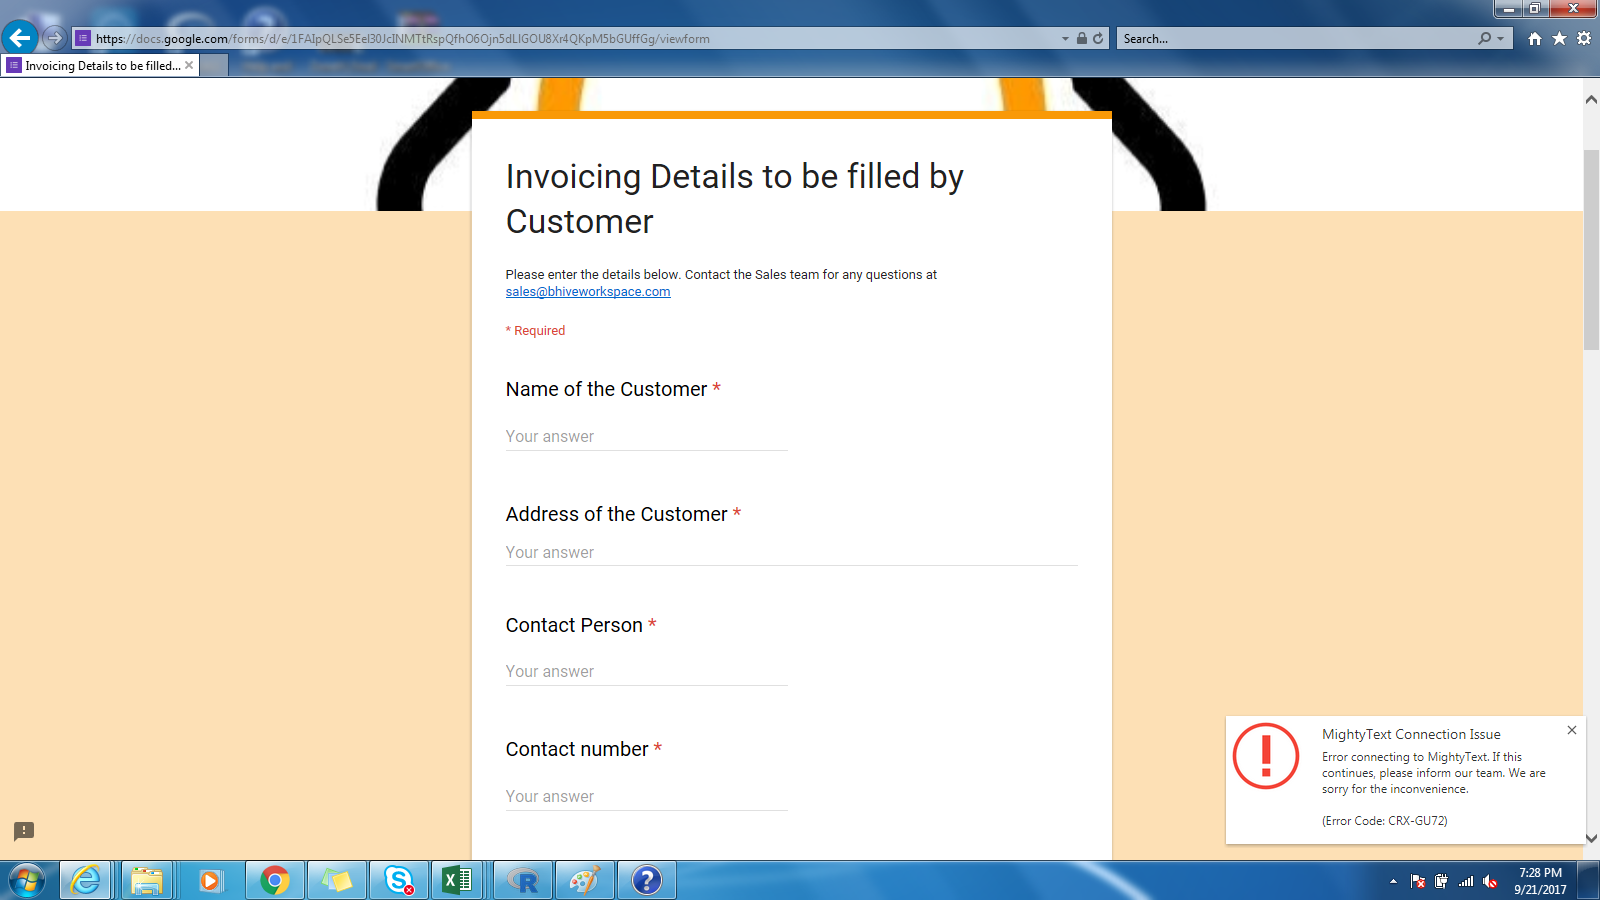 https://docs.google.com/forms/d/e/1FAIpQLSe5Eel30JcINMTtRspQfhO6Ojn5dLIGOU8Xr4QKpM5bGUffGg/viewform
Search...
Invoicing Details to be filled...
Invoicing Details to be filled by
Customer
Please enter the details below. Contact the Sales team for any questions at
sales@bhiveworkspace.com
* Required
Name of the Customer *
Your answer
Address of the Customer *
Your answer
Contact Person *
Your answer
Contact number *
Your answer
MightyText Connection Issue
Error connecting to MightyText. If this
continues, please inform our team. We are
sorry for the inconvenience.
(Error Code: CRX-GU72)
7:28 PM
9/21/2017